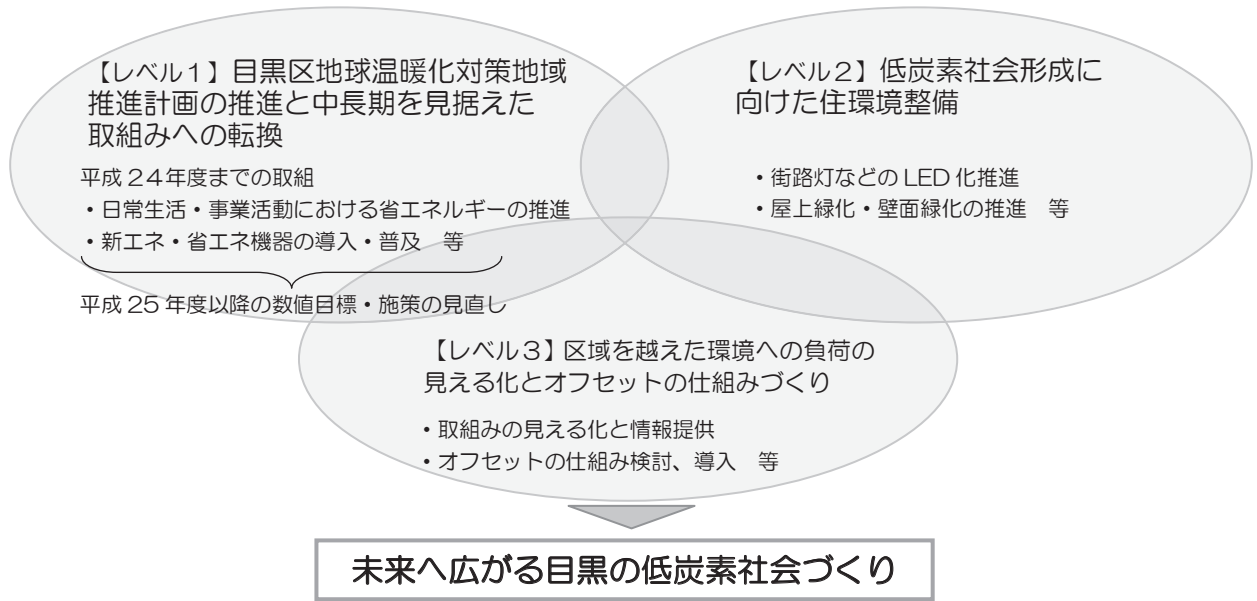 【レベル１】目黒区地球温暖化対策地域
推進計画の推進と中長期を見据えた
取組みへの転換
平成２４年度までの取組
・日常生活・事業活動における省エネルギーの推進
・新エネ・省エネ機器の導入・普及　等
平成 25 年度以降の数値目標・施策の見直し
【レベル２】低炭素社会形成に
向けた住環境整備
・街路灯などの LED 化推進
・屋上緑化・壁面緑化の推進　等
【レベル３】区域を越えた環境への負荷の
見える化とオフセットの仕組みづくり
・取組みの見える化と情報提供
・オフセットの仕組み検討、導入　等
未来へ広がる目黒の低炭素社会づくり